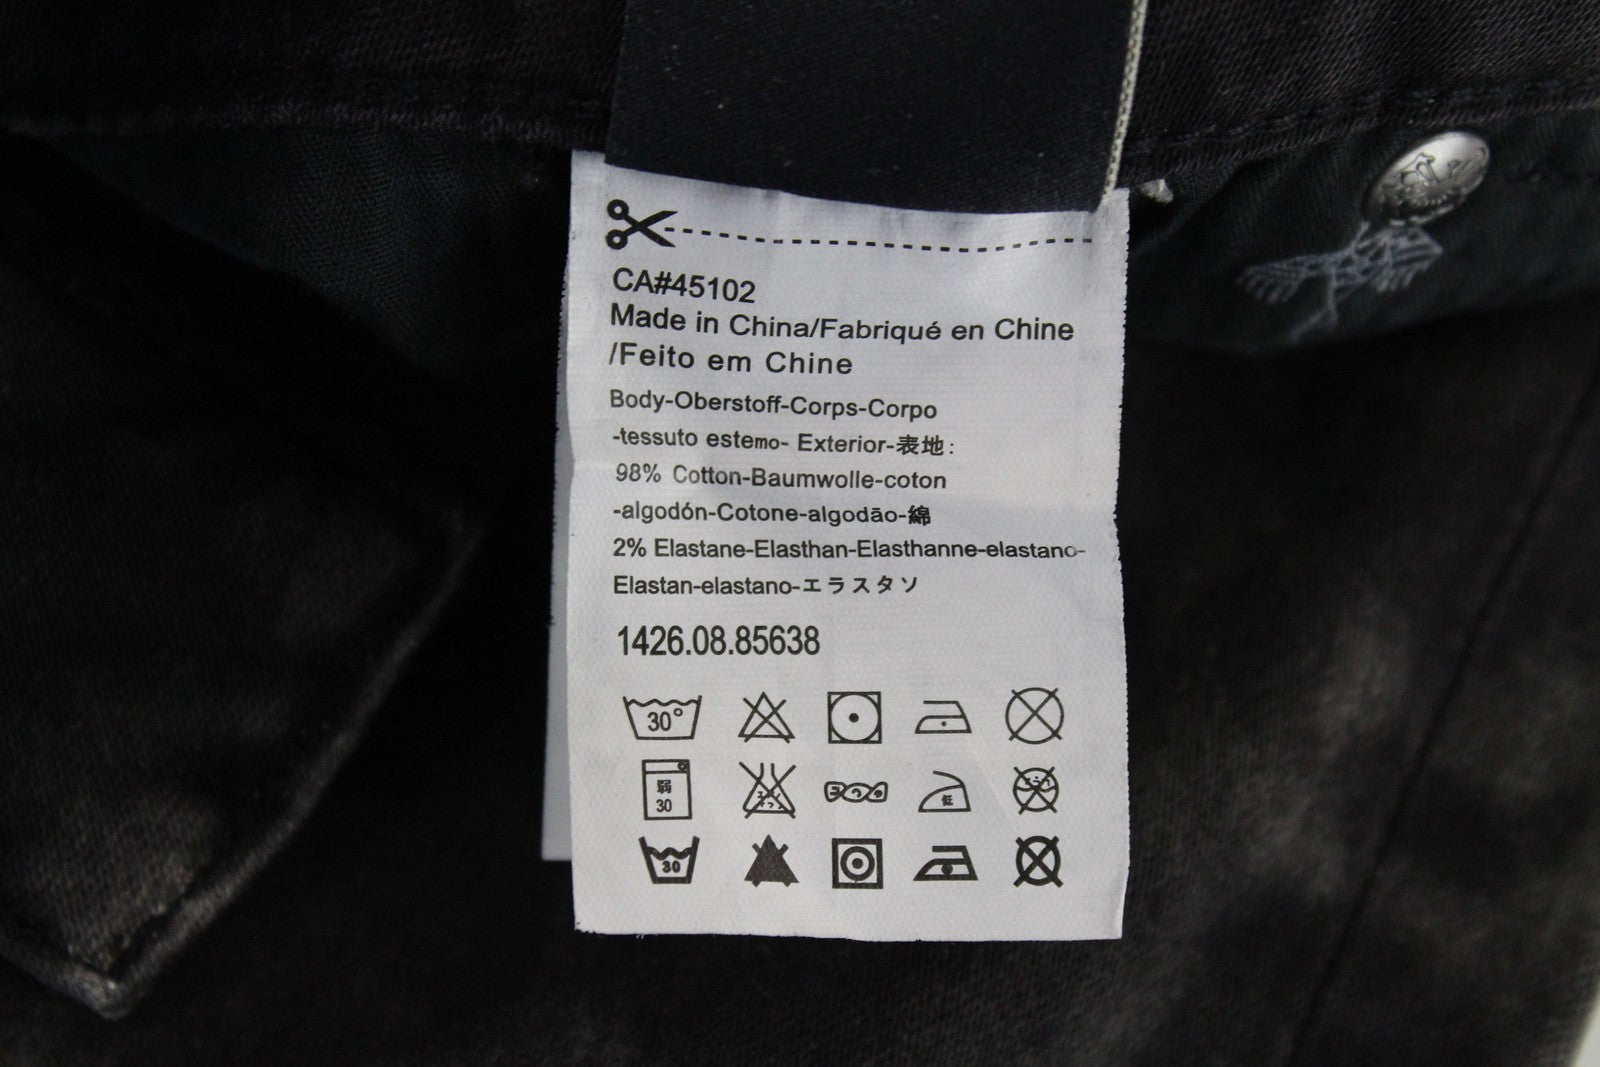 CA#45102
Made in China/Fabriqué en Chine
/Feito em Chine
Body-Oberstoff-Corps-Corpo
-tessuto estemo- Exterior-表地:
98% Cotton-Baumwolle-coton
-algodón-Cotone-algodão-綿
2% Elastane-Elasthan-Elasthanne-elastano-
Elastan-elastano-エラスタソ
1426.08.85638
30°
弱
30
低
30